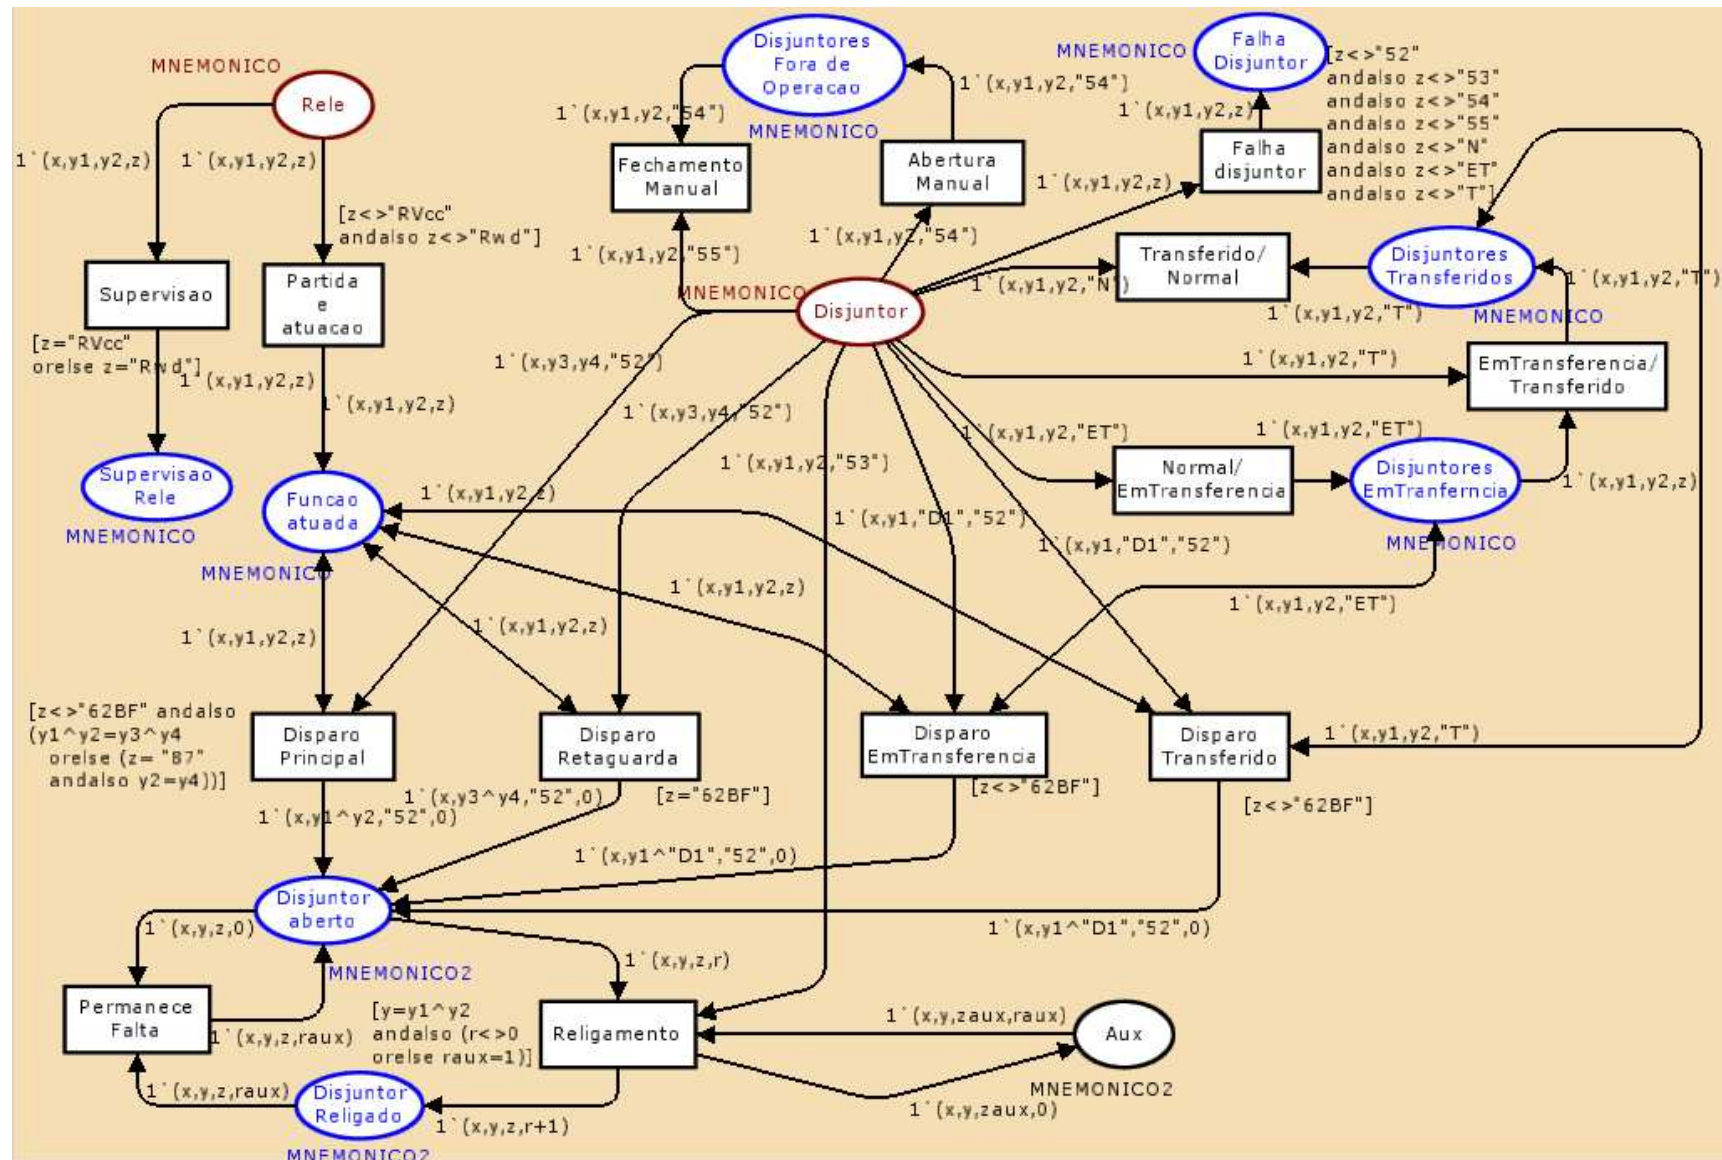 MNEMONICO
Rele
1`(x,y1,y2,z)
1`(x,y1,y2,z)
[z<>"RVcc"
andalso z<>"Rwd"]
Supervisao
Partida
e
atuacao
[z="RVcc"
orelse z="Rwd"]
1`(x,y1,y2,z)
1`(x,y1,y2,z)
Supervisao
Rele
MNEMONICO
Funcao
atuada
MNEMONICO
Disjuntores
Fora de
Operacao
MNEMONICO
1`(x,y1,y2,"54")
1`(x,y1,y2,"54")
Fechamento
Manual
Abertura
Manual
1`(x,y1,y2,"55")
1`(x,y1,y2,"54")
MNEMONICO
Falha
Disjuntor
[z<>"52"
andalso z<>"53"
andalso z<>"54"
andalso z<>"55"
andalso z<>"N"
andalso z<>"ET"
andalso z<>"T"]
1`(x,y1,y2,z)
Falha
disjuntor
1`(x,y1,y2,z)
MNEMONICO
Disjuntor
Transferido/
Normal
1`(x,y1,y2,"N")
Disjuntores
Transferidos
MNEMONICO
1`(x,y1,y2,"T")
1`(x,y1,y2,"T")
1`(x,y1,y2,"T")
EmTransferencia/
Transferido
1`(x,y3,y4,"52")
1`(x,y3,y4,"52")
1`(x,y1,y2,"53")
1`(x,y1,y2,"ET")
1`(x,y1,y2,"ET")
Normal/
EmTransferencia
Disjuntores
EmTranferncia
MNEMONICO
1`(x,y1,y2,z)
1`(x,y1,y2,z)
1`(x,y1,"D1","52")
1`(x,y1,"D1","52")
1`(x,y1,y2,z)
1`(x,y1,y2,"ET")
1`(x,y1,y2,z)
1`(x,y1,y2,z)
[z<>"62BF" andalso
(y1^y2=y3^y4
orelse (z= "87"
andalso y2=y4))]
Disparo
Principal
Disparo
Retaguarda
[z="62BF"]
Disparo
EmTransferencia
[z<>"62BF"]
Disparo
Transferido
[z<>"62BF"]
1`(x,y1,y2,"T")
1`(x,y1^y2,"52",0)
1`(x,y3^y4,"52",0)
1`(x,y1^"D1","52",0)
1`(x,y1^"D1","52",0)
Disjuntor
aberto
MNEMONICO2
1`(x,y,z,0)
1`(x,y,z,r)
Permanece
Falta
1`(x,y,z,raux)
[y=y1^y2
andalso (r<>0
orelse raux=1)]
Religamento
1`(x,y,zaux,raux)
Aux
MNEMONICO2
1`(x,y,zaux,0)
1`(x,y,z,raux)
Disjuntor
Religado
1`(x,y,z,r+1)
MNEMONICO2